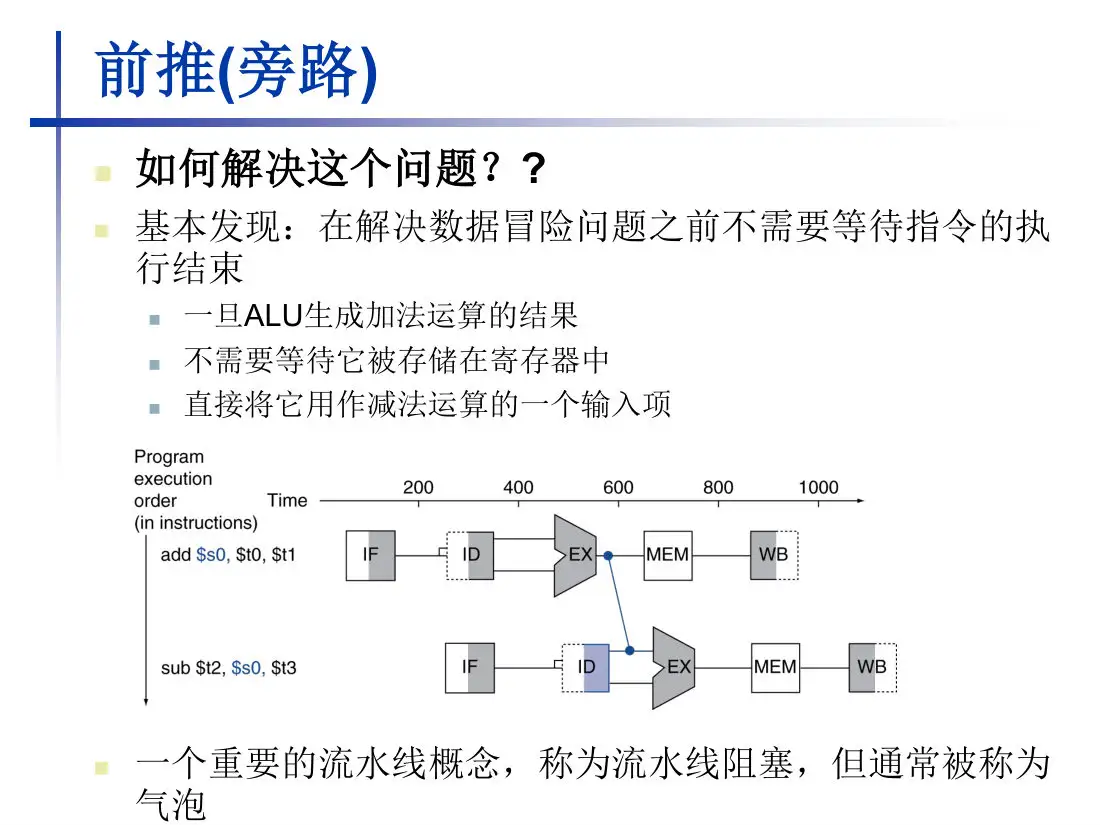 前推(旁路)
如何解决这个问题？?
基本发现：在解决数据冒险问题之前不需要等待指令的执
行结束
一旦ALU生成加法运算的结果
不需要等待它被存储在寄存器中
直接将它用作减法运算的一个输入项
Program
execution
order
(in instructions)
Time
200 400 600 800 1000
add $s0, $t0, $t1
IF ID EX MEM WB
sub $t2, $s0, $t3
IF ID EX MEM WB
一个重要的流水线概念，称为流水线阻塞，但通常被称为
气泡